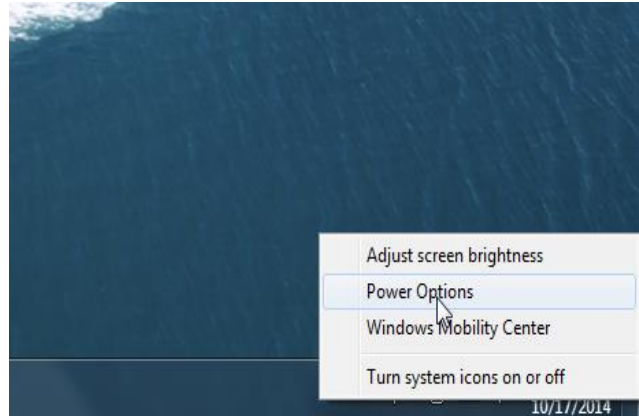 Adjust screen brightness
Power Options
Windows Mobility Center
Turn system icons on or off
10/17/2014